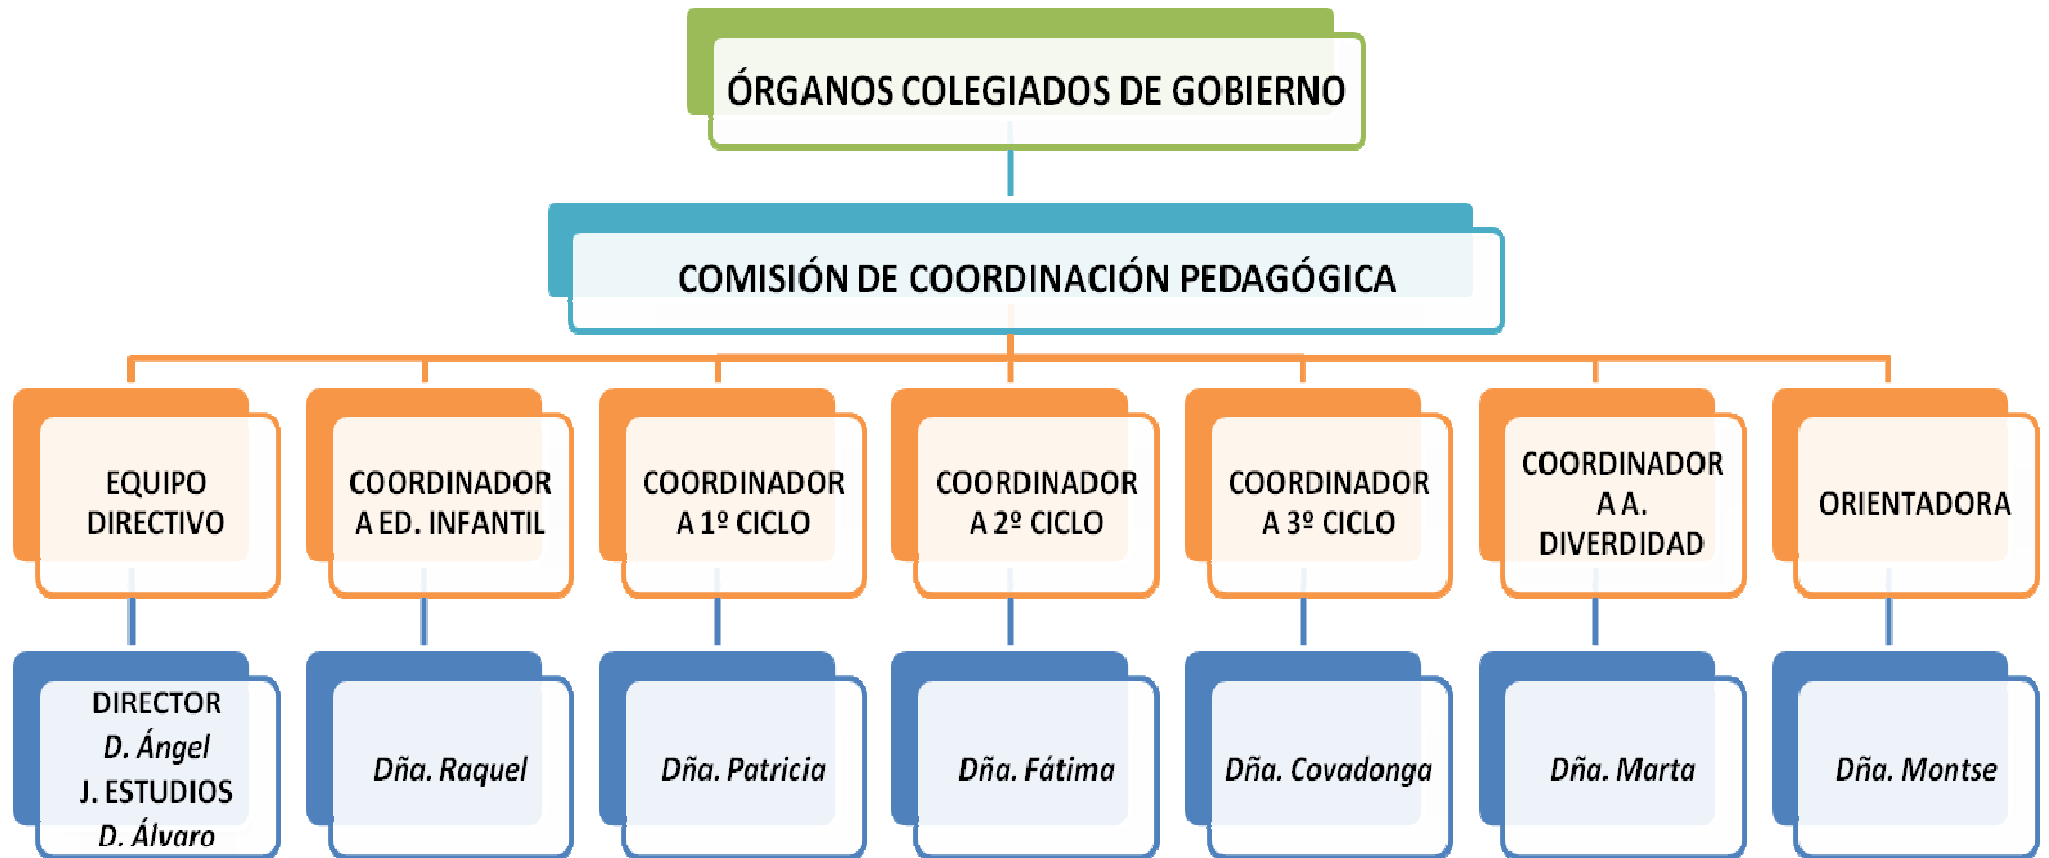 ÓRGANOS COLEGIADOS DE GOBIERNO
COMISIÓN DE COORDINACIÓN PEDAGÓGICA
EQUIPO
DIRECTIVO
COORDINADOR
A ED. INFANTIL
COORDINADOR
A 1º CICLO
COORDINADOR
A 2º CICLO
COORDINADOR
A 3º CICLO
COORDINADOR
A A.
DIVERDIDAD
ORIENTADORA
DIRECTOR
D. Ángel
J. ESTUDIOS
D. Álvaro
Dña. Raquel
Dña. Patricia
Dña. Fátima
Dña. Covadonga
Dña. Marta
Dña. Montse